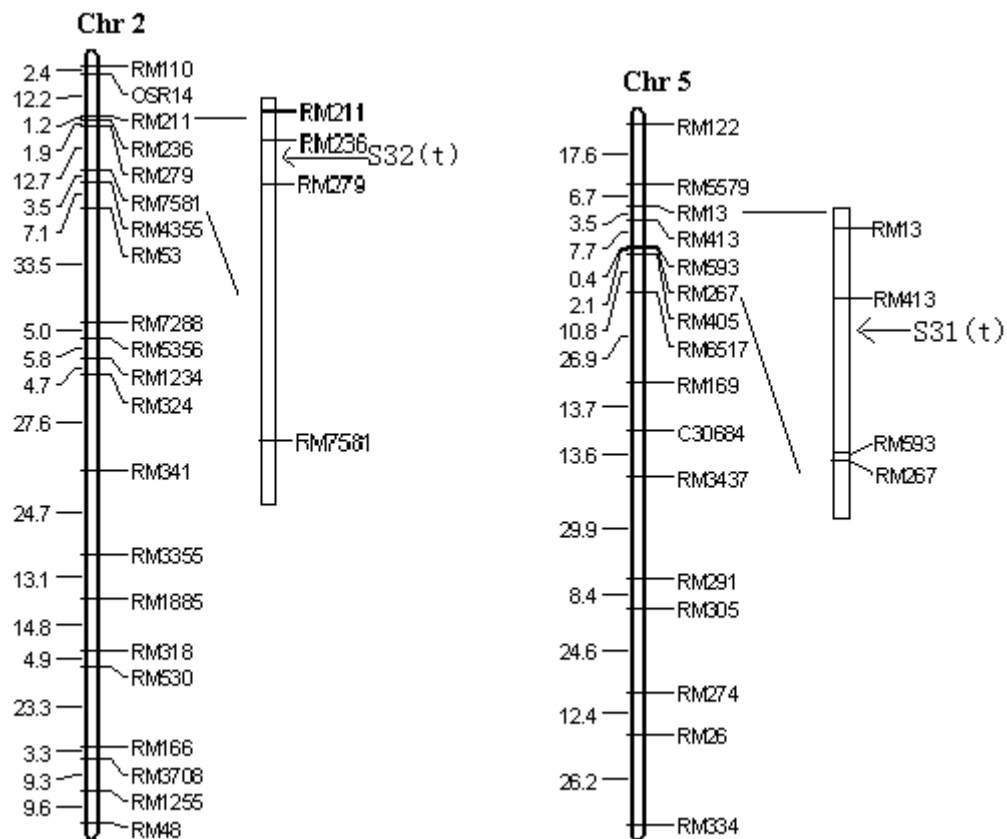 Chr 2
2.4
12.2
1.2
1.9
12.7
3.5
7.1
33.5
5.0
5.8
4.7
27.6
24.7
13.1
14.8
4.9
23.3
3.3
9.3
9.6
RM110
OSR14
RM211
RM236
RM279
RM7581
RM4355
RM53
RM7288
RM5356
RM1234
RM324
RM341
RM3355
RM1885
RM318
RM530
RM166
RM3708
RM1255
RM48
RM211
RM236
S32(t)
RM279
RM7581
Chr 5
17.6
6.7
3.5
7.7
0.4
2.1
10.8
26.9
13.7
13.6
29.9
8.4
24.6
12.4
26.2
RM122
RM5579
RM13
RM413
RM593
RM267
RM405
RM6517
RM169
C30684
RM3437
RM291
RM305
RM274
RM26
RM334
RM13
RM413
S31(t)
RM593
RM267